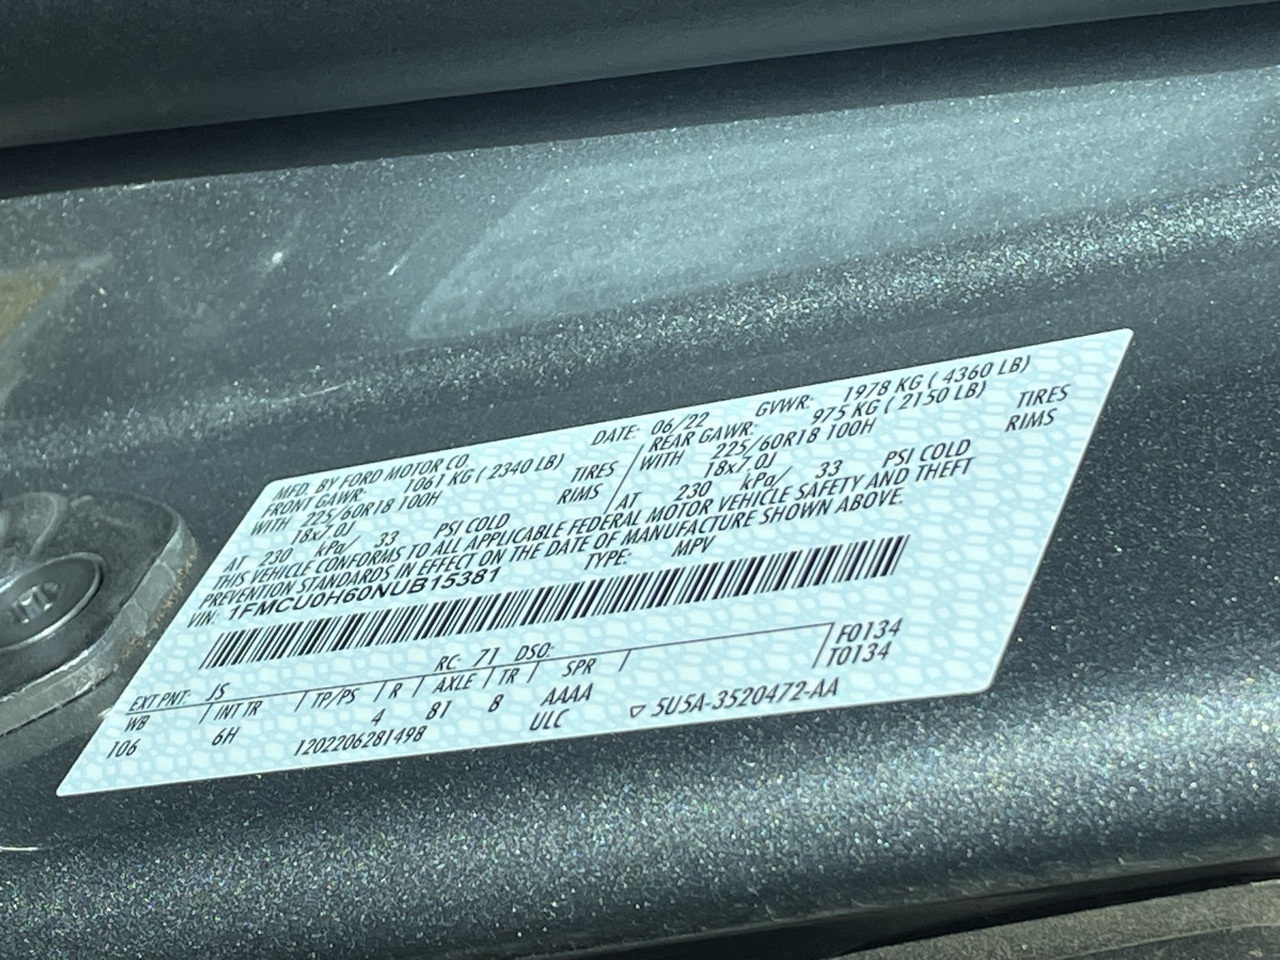 MFD. BY FORD MOTOR CO. DATE: 06/22 GVWR: 1978 KG ( 4360 LB)
FRONT GAWR: 1061 KG ( 2340 LB) REAR GAWR: 975 KG ( 2150 LB)
WITH 225/60R18 100H TIRES WITH 225/60R18 100H TIRES
18x7.0J RIMS 18x7.0J RIMS
AT 230 kPa/ 33 PSI COLD AT 230 kPa/ 33 PSI COLD
THIS VEHICLE CONFORMS TO ALL APPLICABLE FEDERAL MOTOR VEHICLE SAFETY AND THEFT
PREVENTION STANDARDS IN EFFECT ON THE DATE OF MANUFACTURE SHOWN ABOVE.
VIN: 1FMCU0H60NUB15381 TYPE: MPV
EXT PNT: JS RC: 71 DSO: F0134
WB INT TR TP/PS R AXLE TR SPR T0134
106 6H 4 81 8 AAAA ▽ 5U5A-3520472-AA
1202206281498 ULC